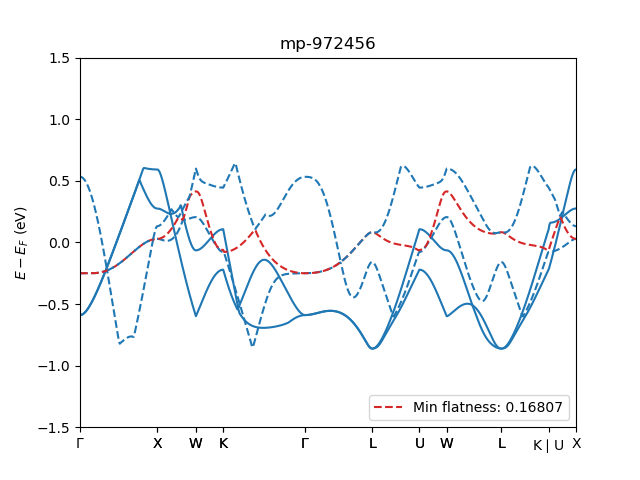 mp-972456
E − E_F (eV)
1.5
1.0
0.5
0.0
−0.5
−1.0
−1.5
Min flatness: 0.16807
Γ X W K Γ L U W L K | U X